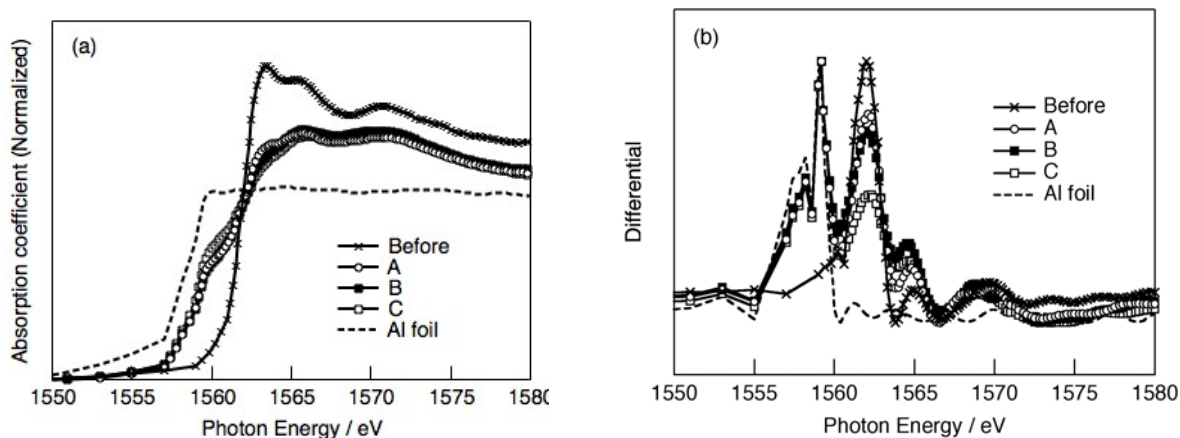 (a)
Absorption coefficient (Normalized)
Before
A
B
C
Al foil
1550 1555 1560 1565 1570 1575 1580
Photon Energy / eV
(b)
Differential
Before
A
B
C
Al foil
1550 1555 1560 1565 1570 1575 1580
Photon Energy / eV